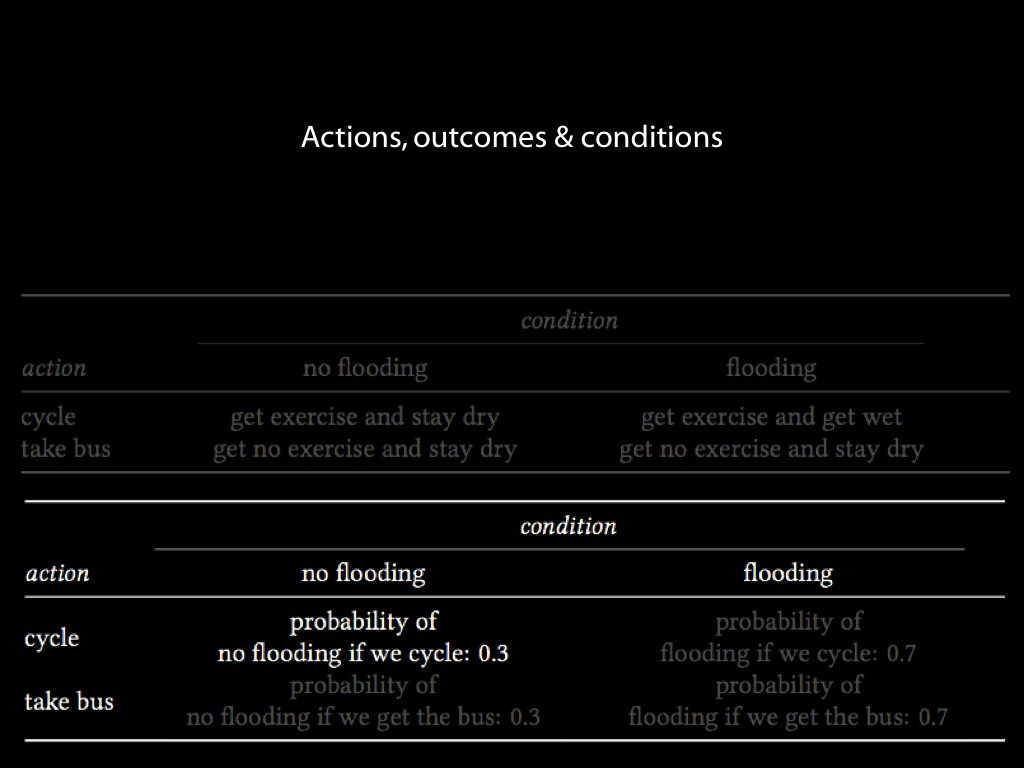 Actions, outcomes & conditions
condition
action no flooding flooding
cycle get exercise and stay dry get exercise and get wet
take bus get no exercise and stay dry get no exercise and stay dry
condition
action no flooding flooding
cycle probability of no flooding if we cycle: 0.3 probability of flooding if we cycle: 0.7
take bus probability of no flooding if we get the bus: 0.3 probability of flooding if we get the bus: 0.7